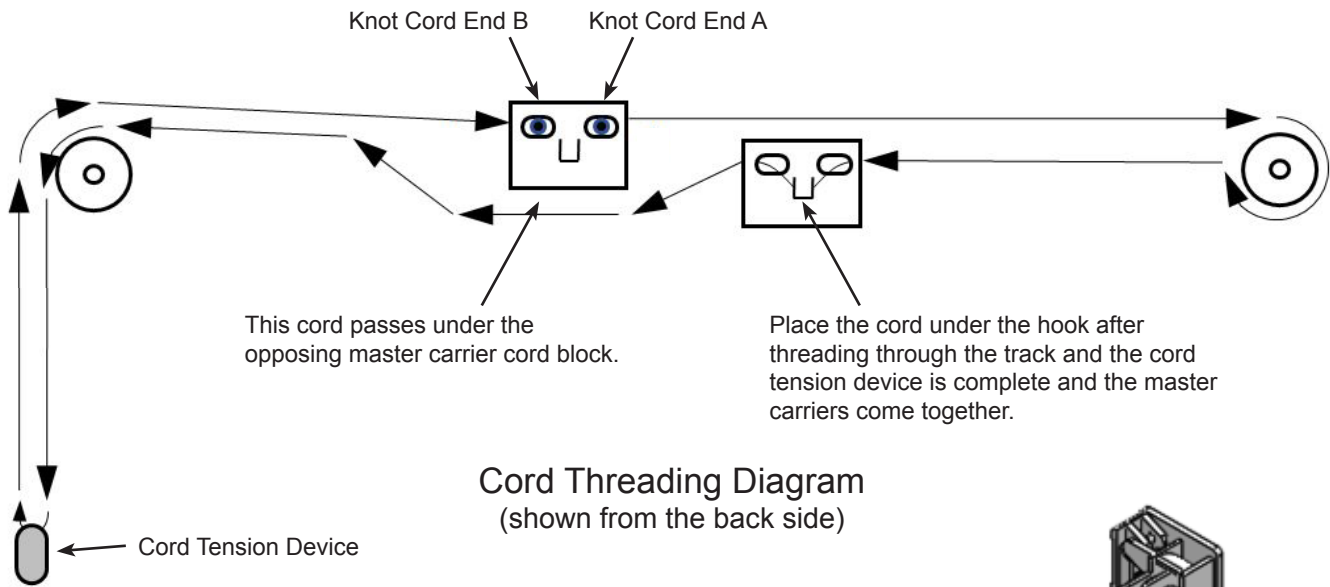 Knot Cord End B
Knot Cord End A
This cord passes under the
opposing master carrier cord block.
Place the cord under the hook after
threading through the track and the cord
tension device is complete and the master
carriers come together.
Cord Threading Diagram
(shown from the back side)
Cord Tension Device